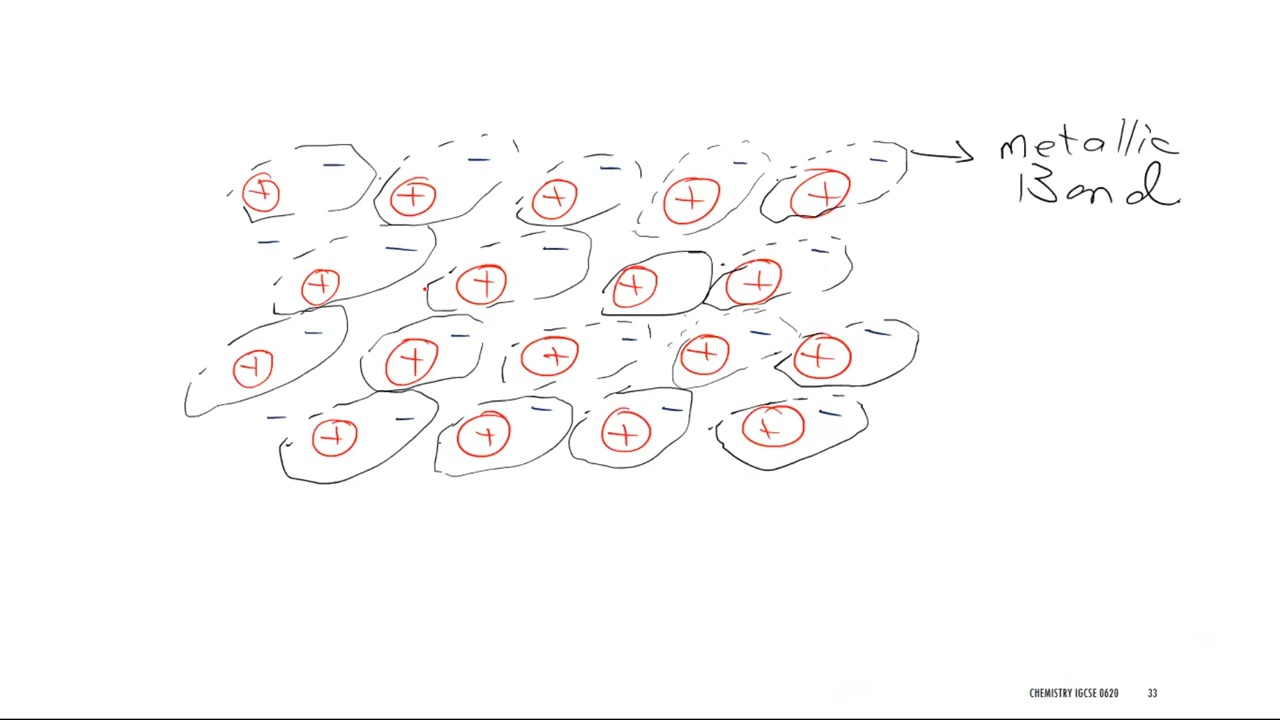 metallic
Bond
+ - + - + - + - + -
- + - + - + + -
+ - + - + - + - + -
- + - + - + - + -
CHEMISTRY IGCSE 0620 33